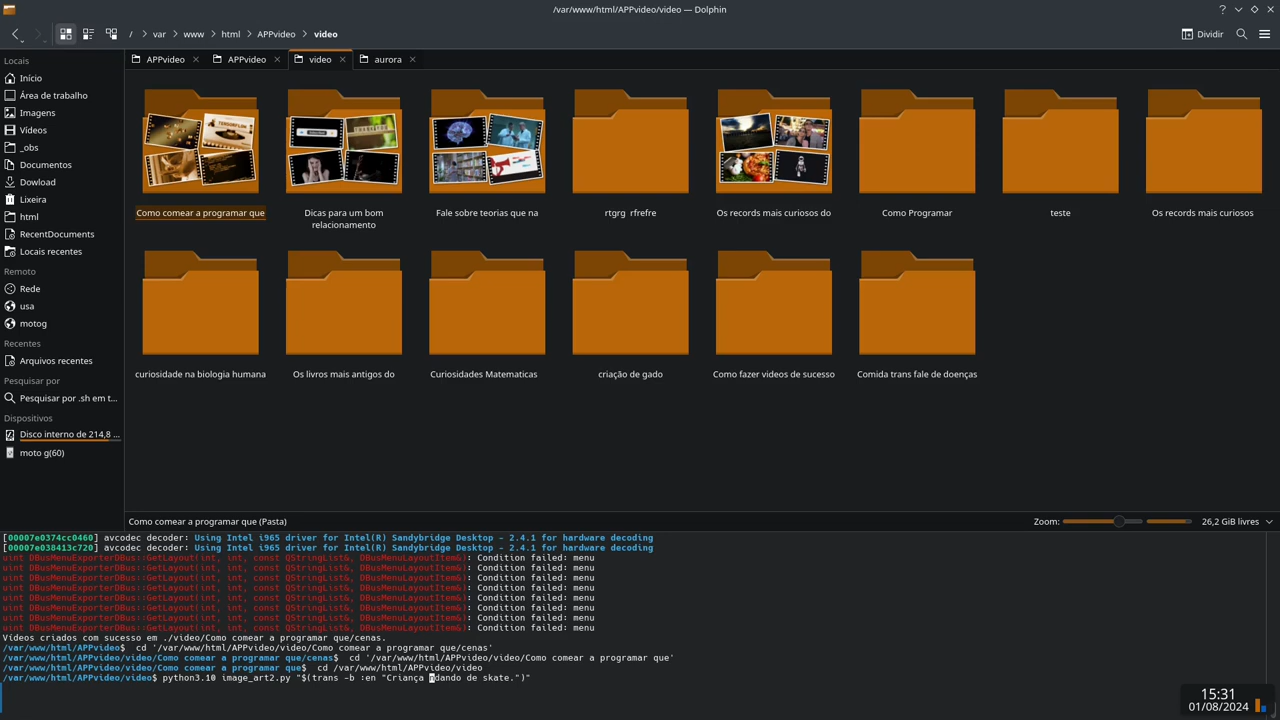 /var/www/html/APPvideo/video — Dolphin
/ > var > www > html > APPvideo > video
Dividir
Locais
Início
Área de trabalho
Imagens
Vídeos
_obs
Documentos
Dowload
Lixeira
html
RecentDocuments
Locais recentes
Remoto
Rede
usa
motog
Recentes
Arquivos recentes
Pesquisar por
Pesquisar por .sh em t...
Dispositivos
Disco interno de 214,8 ...
moto g(60)
APPvideo
APPvideo
video
aurora
Como comear a programar que
Dicas para um bom
relacionamento
Fale sobre teorias que na
rtgrg rfrefre
Os records mais curiosos do
Como Programar
teste
Os records mais curiosos
curiosidade na biologia humana
Os livros mais antigos do
Curiosidades Matematicas
criação de gado
Como fazer videos de sucesso
Comida trans fale de doenças
Como comear a programar que (Pasta)
Zoom:
26,2 GiB livres
[00007e0374cc0460] avcodec decoder: Using Intel i965 driver for Intel(R) Sandybridge Desktop - 2.4.1 for hardware decoding
[00007e038413c720] avcodec decoder: Using Intel i965 driver for Intel(R) Sandybridge Desktop - 2.4.1 for hardware decoding
uint DBusMenuExporterDBus::GetLayout(int, int, const QStringList&, DBusMenuLayoutItem&): Condition failed: menu
uint DBusMenuExporterDBus::GetLayout(int, int, const QStringList&, DBusMenuLayoutItem&): Condition failed: menu
uint DBusMenuExporterDBus::GetLayout(int, int, const QStringList&, DBusMenuLayoutItem&): Condition failed: menu
uint DBusMenuExporterDBus::GetLayout(int, int, const QStringList&, DBusMenuLayoutItem&): Condition failed: menu
uint DBusMenuExporterDBus::GetLayout(int, int, const QStringList&, DBusMenuLayoutItem&): Condition failed: menu
uint DBusMenuExporterDBus::GetLayout(int, int, const QStringList&, DBusMenuLayoutItem&): Condition failed: menu
uint DBusMenuExporterDBus::GetLayout(int, int, const QStringList&, DBusMenuLayoutItem&): Condition failed: menu
uint DBusMenuExporterDBus::GetLayout(int, int, const QStringList&, DBusMenuLayoutItem&): Condition failed: menu
Vídeos criados com sucesso em ./video/Como comear a programar que/cenas.
/var/www/html/APPvideo$ cd '/var/www/html/APPvideo/video/Como comear a programar que/cenas'
/var/www/html/APPvideo/video/Como comear a programar que/cenas$ cd '/var/www/html/APPvideo/video/Como comear a programar que'
/var/www/html/APPvideo/video/Como comear a programar que$ cd /var/www/html/APPvideo/video
/var/www/html/APPvideo/video$ python3.10 image_art2.py "$(trans -b :en "Criança ndando de skate.")"
15:31
01/08/2024